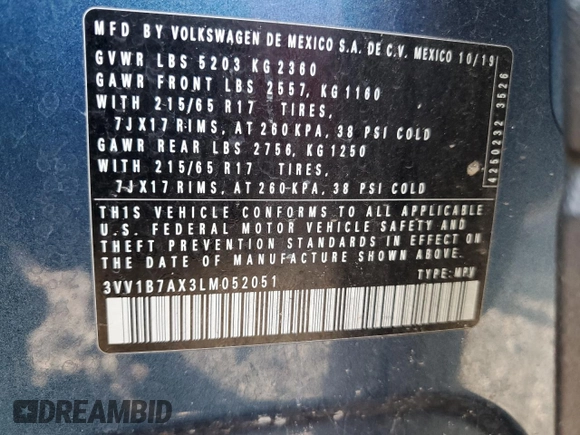 MFD BY VOLKSWAGEN DE MEXICO S.A. DE C.V. MEXICO 10/19
GVWR LBS 5203 KG 2360
GAWR FRONT LBS 2557, KG 1160
WITH 215/65 R17 TIRES,
7JX17 RIMS, AT 260 KPA, 38 PSI COLD
GAWR REAR LBS 2756, KG 1250
WITH 215/65 R17 TIRES,
7JX17 RIMS, AT 260 KPA, 38 PSI COLD
THIS VEHICLE CONFORMS TO ALL APPLICABLE
U.S. FEDERAL MOTOR VEHICLE SAFETY AND
THEFT PREVENTION STANDARDS IN EFFECT ON
THE DATE OF MANUFACTURE SHOWN ABOVE.
3VV1B7AX3LM052051
TYPE: MPV
4250232 3526
DREAMBID